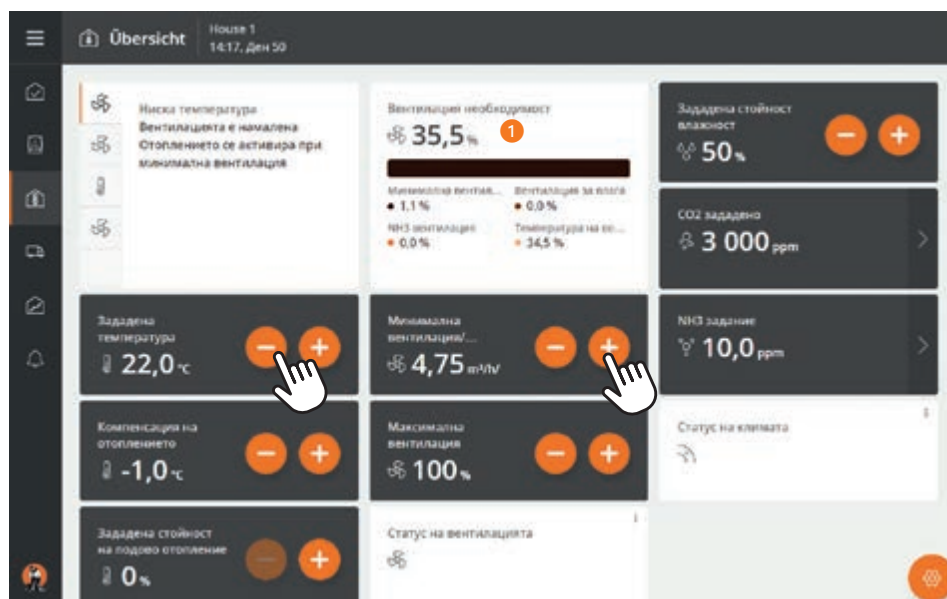 Übersicht
House 1
14:17, Ден 50
Ниска температура
Вентилацията е намалена
Отоплението се активира при
минимална вентилация
Вентилация необходимост
35,5 %
1
Минимална вентил...
1,1 %
Вентилация за влага
0,0 %
NH3 вентилация
0,0 %
Температура на ве...
34,5 %
Зададена стойност
влажност
50 %
CO2 зададено
3 000 ppm
Зададена
температура
22,0 °C
Минимална
вентилация/...
4,75 m³/h/
NH3 задание
10,0 ppm
Компенсация на
отоплението
-1,0 °C
Максимална
вентилация
100 %
Статус на климата
Зададена стойност
на подово отопление
0 %
Статус на вентилацията